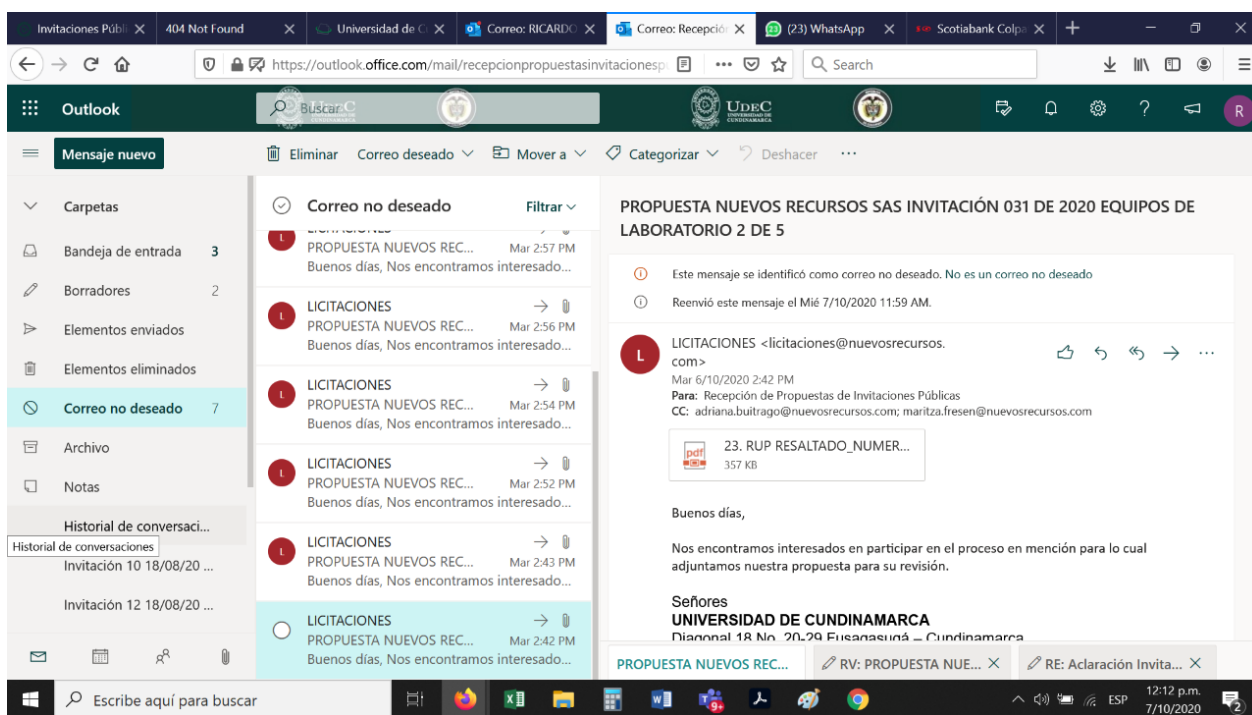 Invitaciones Públi
404 Not Found
Universidad de C
Correo: RICARDO
Correo: Recepció
(23) WhatsApp
Scotiabank Colpa
https://outlook.office.com/mail/recepcionpropuestasinvitacionesp
Search
Outlook
Buscar
UDEC
UNIVERSIDAD DE
CUNDINAMARCA
R
Mensaje nuevo
Eliminar
Correo deseado
Mover a
Categorizar
Deshacer
Carpetas
Bandeja de entrada 3
Borradores 2
Elementos enviados
Elementos eliminados
Correo no deseado 7
Archivo
Notas
Historial de conversaci...
Historial de conversaciones
Invitación 10 18/08/20 ...
Invitación 12 18/08/20 ...
Correo no deseado
Filtrar
L
PROPUESTA NUEVOS REC... Mar 2:57 PM
Buenos días, Nos encontramos interesado...
L
LICITACIONES
PROPUESTA NUEVOS REC... Mar 2:56 PM
Buenos días, Nos encontramos interesado...
L
LICITACIONES
PROPUESTA NUEVOS REC... Mar 2:54 PM
Buenos días, Nos encontramos interesado...
L
LICITACIONES
PROPUESTA NUEVOS REC... Mar 2:52 PM
Buenos días, Nos encontramos interesado...
L
LICITACIONES
PROPUESTA NUEVOS REC... Mar 2:43 PM
Buenos días, Nos encontramos interesado...
LICITACIONES
PROPUESTA NUEVOS REC... Mar 2:42 PM
Buenos días, Nos encontramos interesado...
PROPUESTA NUEVOS RECURSOS SAS INVITACIÓN 031 DE 2020 EQUIPOS DE
LABORATORIO 2 DE 5
Este mensaje se identificó como correo no deseado. No es un correo no deseado
Reenvió este mensaje el Mié 7/10/2020 11:59 AM.
L
LICITACIONES <licitaciones@nuevosrecursos.
com>
Mar 6/10/2020 2:42 PM
Para: Recepción de Propuestas de Invitaciones Públicas
CC: adriana.buitrago@nuevosrecursos.com; maritza.fresen@nuevosrecursos.com
pdf
23. RUP RESALTADO_NUMER...
357 KB
Buenos días,
Nos encontramos interesados en participar en el proceso en mención para lo cual
adjuntamos nuestra propuesta para su revisión.
Señores
UNIVERSIDAD DE CUNDINAMARCA
Diagonal 18 No. 20-29 Fusagasugá – Cundinamarca
PROPUESTA NUEVOS REC...
RV: PROPUESTA NUE...
RE: Aclaración Invita...
Escribe aquí para buscar
9+
ESP
12:12 p.m.
7/10/2020
2